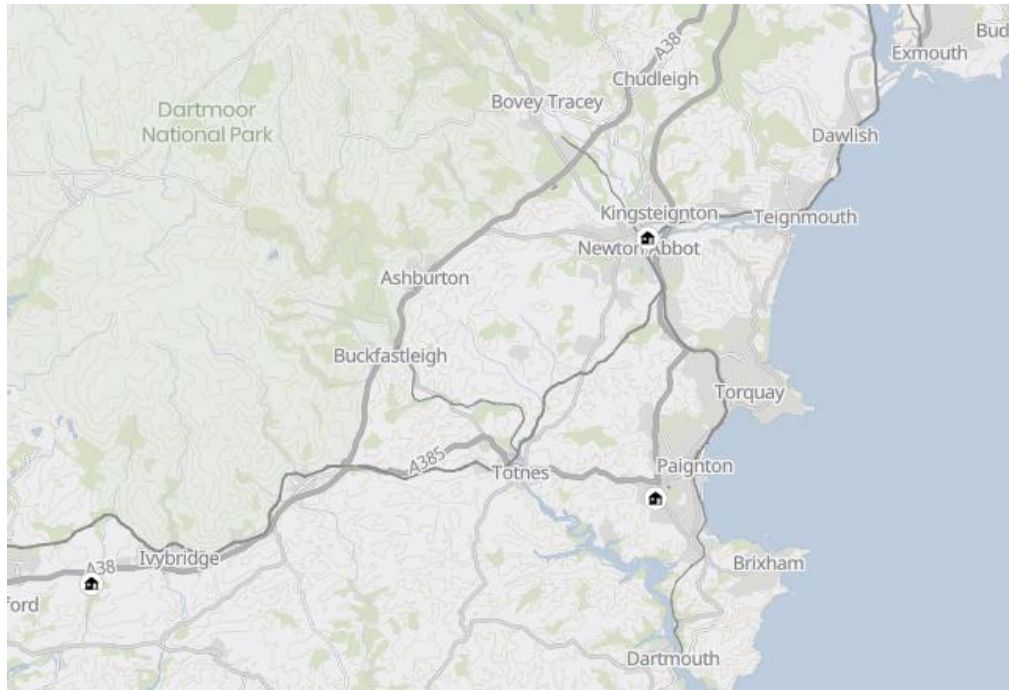 A38
Bud
Exmouth
Chudleigh
Bovey Tracey
Dartmoor
National Park
Dawlish
Kingsteignton
Teignmouth
Newton Abbot
Ashburton
Buckfastleigh
Torquay
A385
Totnes
Paignton
Ivybridge
A38
Brixham
ford
Dartmouth